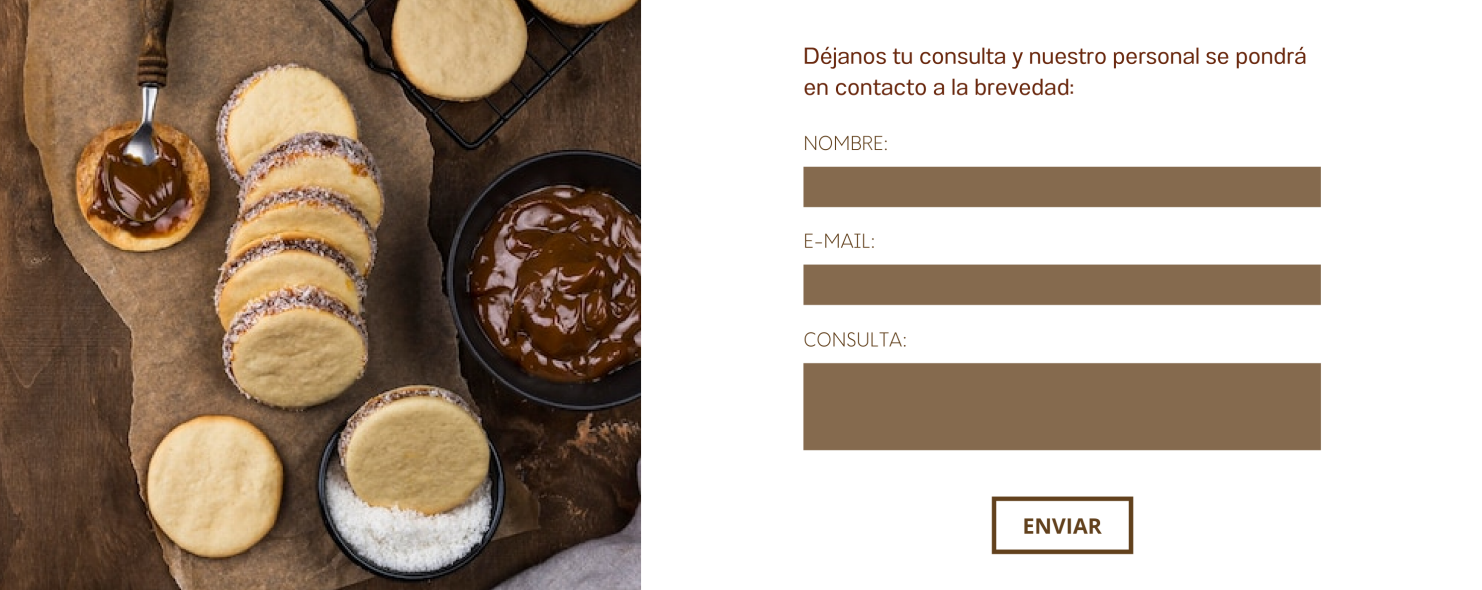 Déjanos tu consulta y nuestro personal se pondrá
en contacto a la brevedad:
NOMBRE:
E-MAIL:
CONSULTA:
ENVIAR